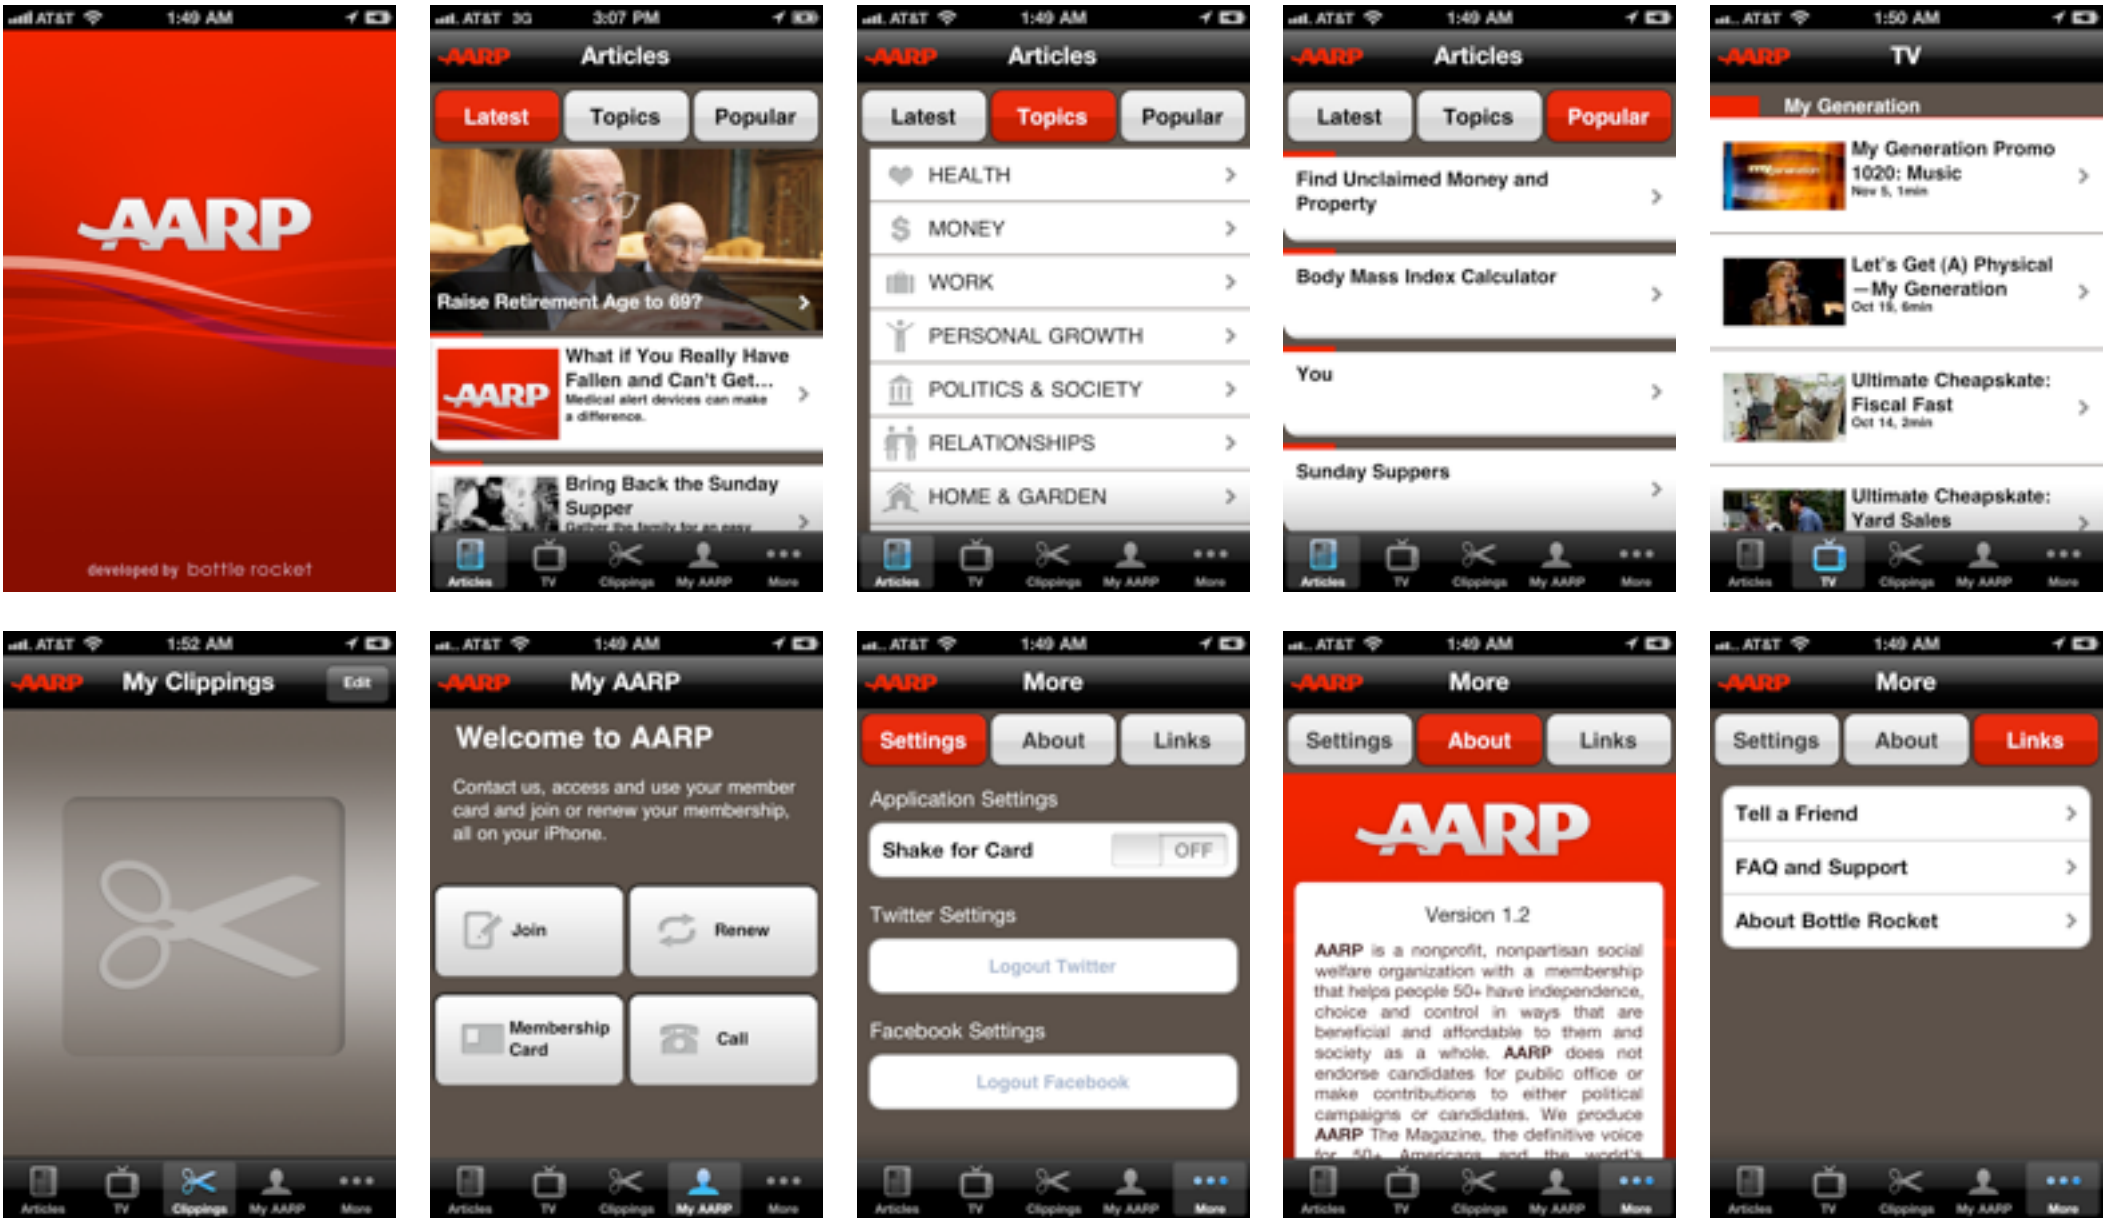 AT&T 1:49 AM
AARP
developed by bottle rocket
AT&T 3G 3:07 PM
AARP Articles
Latest Topics Popular
Raise Retirement Age to 69?
What if You Really Have
Fallen and Can't Get...
Medical alert devices can make
a difference.
AARP
Bring Back the Sunday
Supper
Gather the family for an easy
Articles TV Clippings My AARP More
AT&T 1:49 AM
AARP Articles
Latest Topics Popular
HEALTH
MONEY
WORK
PERSONAL GROWTH
POLITICS & SOCIETY
RELATIONSHIPS
HOME & GARDEN
Articles TV Clippings My AARP More
AT&T 1:49 AM
AARP Articles
Latest Topics Popular
Find Unclaimed Money and
Property
Body Mass Index Calculator
You
Sunday Suppers
Articles TV Clippings My AARP More
AT&T 1:50 AM
AARP TV
My Generation
My Generation Promo
1020: Music
Nov 5, 1min
Let's Get (A) Physical
—My Generation
Oct 19, 6min
Ultimate Cheapskate:
Fiscal Fast
Oct 14, 2min
Ultimate Cheapskate:
Yard Sales
Articles TV Clippings My AARP More
AT&T 1:52 AM
AARP My Clippings Edit
Articles TV Clippings My AARP More
AT&T 1:49 AM
AARP My AARP
Welcome to AARP
Contact us, access and use your member
card and join or renew your membership,
all on your iPhone.
Join Renew
Membership
Card
Call
Articles TV Clippings My AARP More
AT&T 1:49 AM
AARP More
Settings About Links
Application Settings
Shake for Card OFF
Twitter Settings
Logout Twitter
Facebook Settings
Logout Facebook
Articles TV Clippings My AARP More
AT&T 1:49 AM
AARP More
Settings About Links
AARP
Version 1.2
AARP is a nonprofit, nonpartisan social
welfare organization with a membership
that helps people 50+ have independence,
choice and control in ways that are
beneficial and affordable to them and
society as a whole. AARP does not
endorse candidates for public office or
make contributions to either political
campaigns or candidates. We produce
AARP The Magazine, the definitive voice
for 50+ Americans and the world's
Articles TV Clippings My AARP More
AT&T 1:49 AM
AARP More
Settings About Links
Tell a Friend
FAQ and Support
About Bottle Rocket
Articles TV Clippings My AARP More